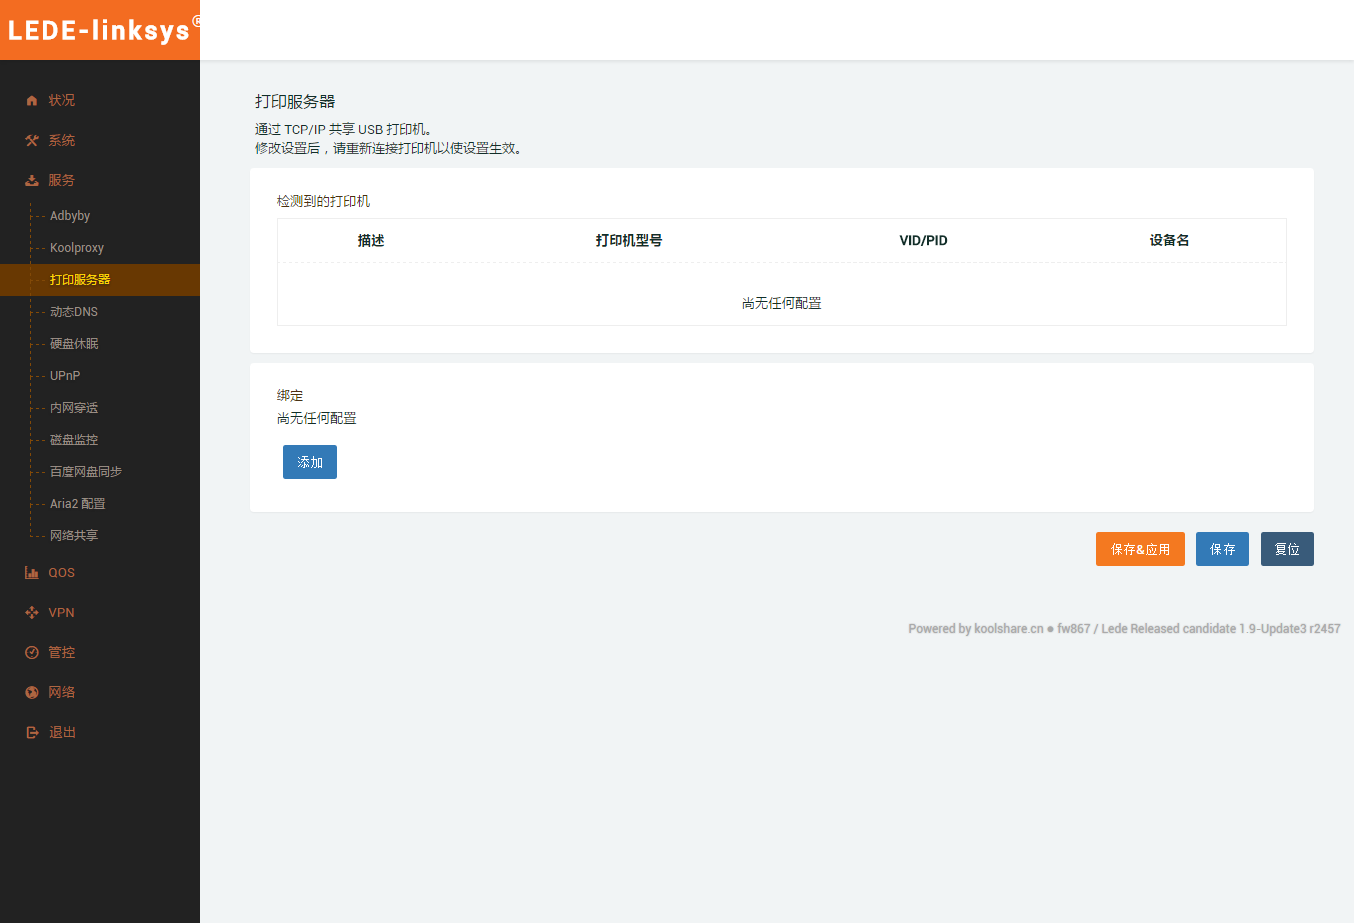 LEDE-linksys®
状况
系统
服务
Adbyby
Koolproxy
打印服务器
动态DNS
硬盘休眠
UPnP
内网穿透
磁盘监控
百度网盘同步
Aria2 配置
网络共享
QOS
VPN
管控
网络
退出
打印服务器
通过 TCP/IP 共享 USB 打印机。
修改设置后，请重新连接打印机以使设置生效。
检测到的打印机
描述 打印机型号 VID/PID 设备名
尚无任何配置
绑定
尚无任何配置
添加
保存&应用 保存 复位
Powered by koolshare.cn ● fw867 / Lede Released candidate 1.9-Update3 r2457